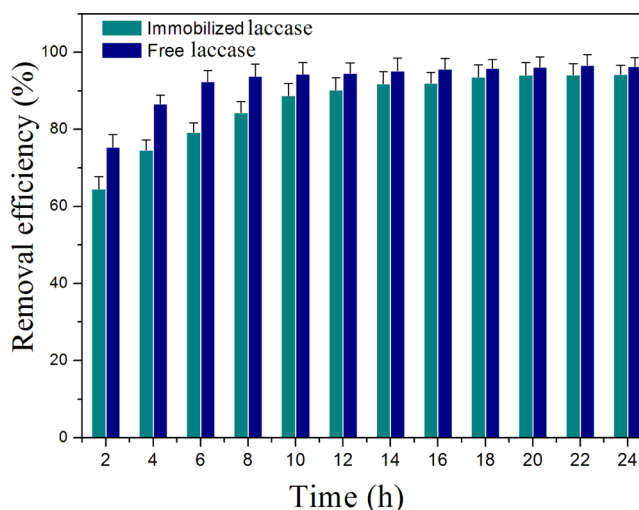 Immobilized laccase
Free laccase
Removal efficiency (%)
100
80
60
40
20
0
2 4 6 8 10 12 14 16 18 20 22 24
Time (h)